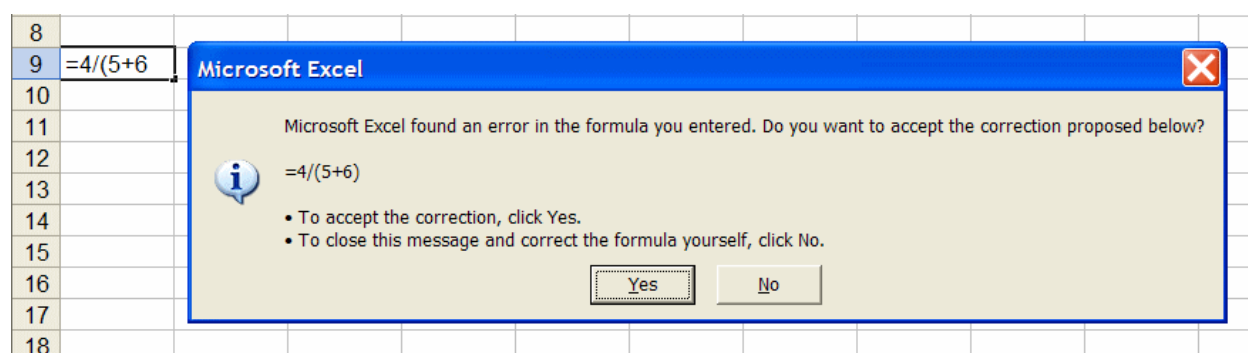 8
9 =4/(5+6
Microsoft Excel
10
11 Microsoft Excel found an error in the formula you entered. Do you want to accept the correction proposed below?
12 =4/(5+6)
13
14 • To accept the correction, click Yes.
15 • To close this message and correct the formula yourself, click No.
16 Yes No
17
18